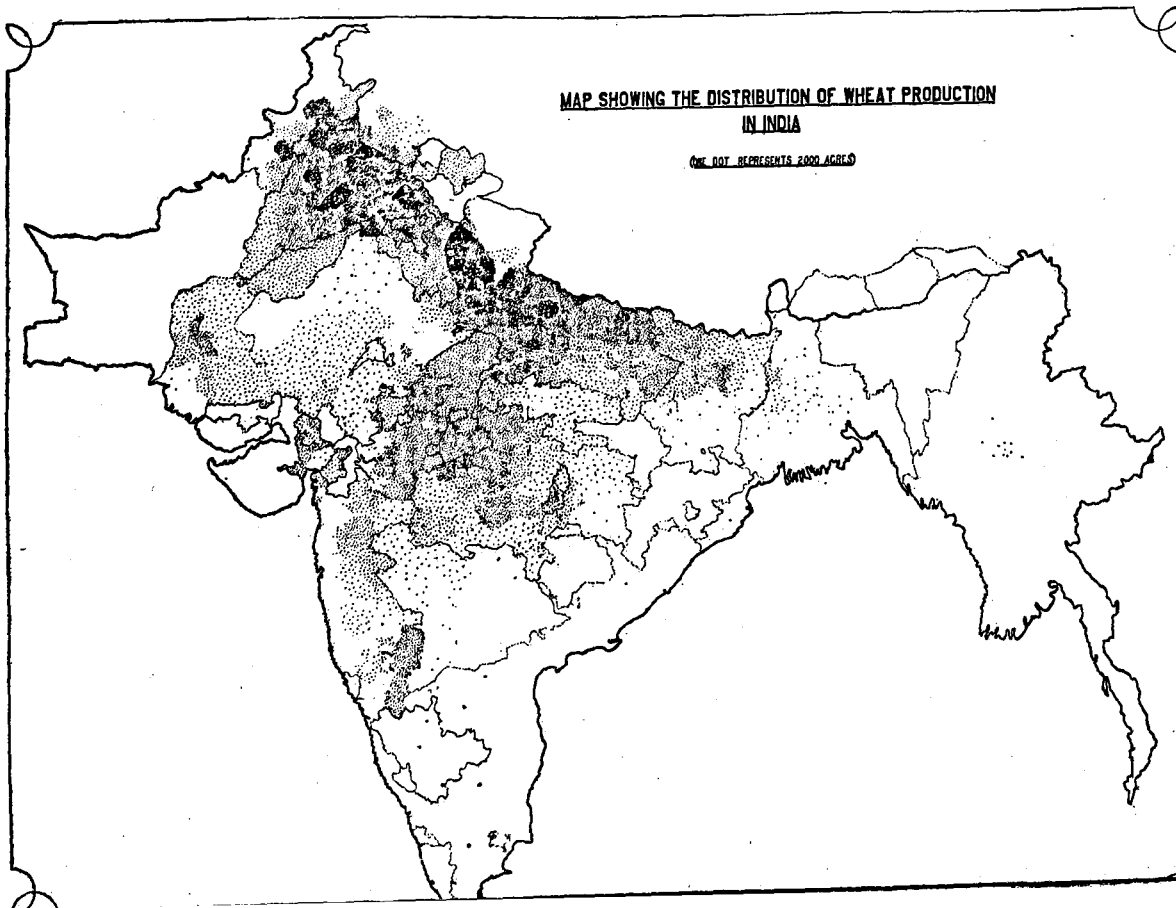 MAP SHOWING THE DISTRIBUTION OF WHEAT PRODUCTION
IN INDIA
(ONE DOT REPRESENTS 2000 ACRES)